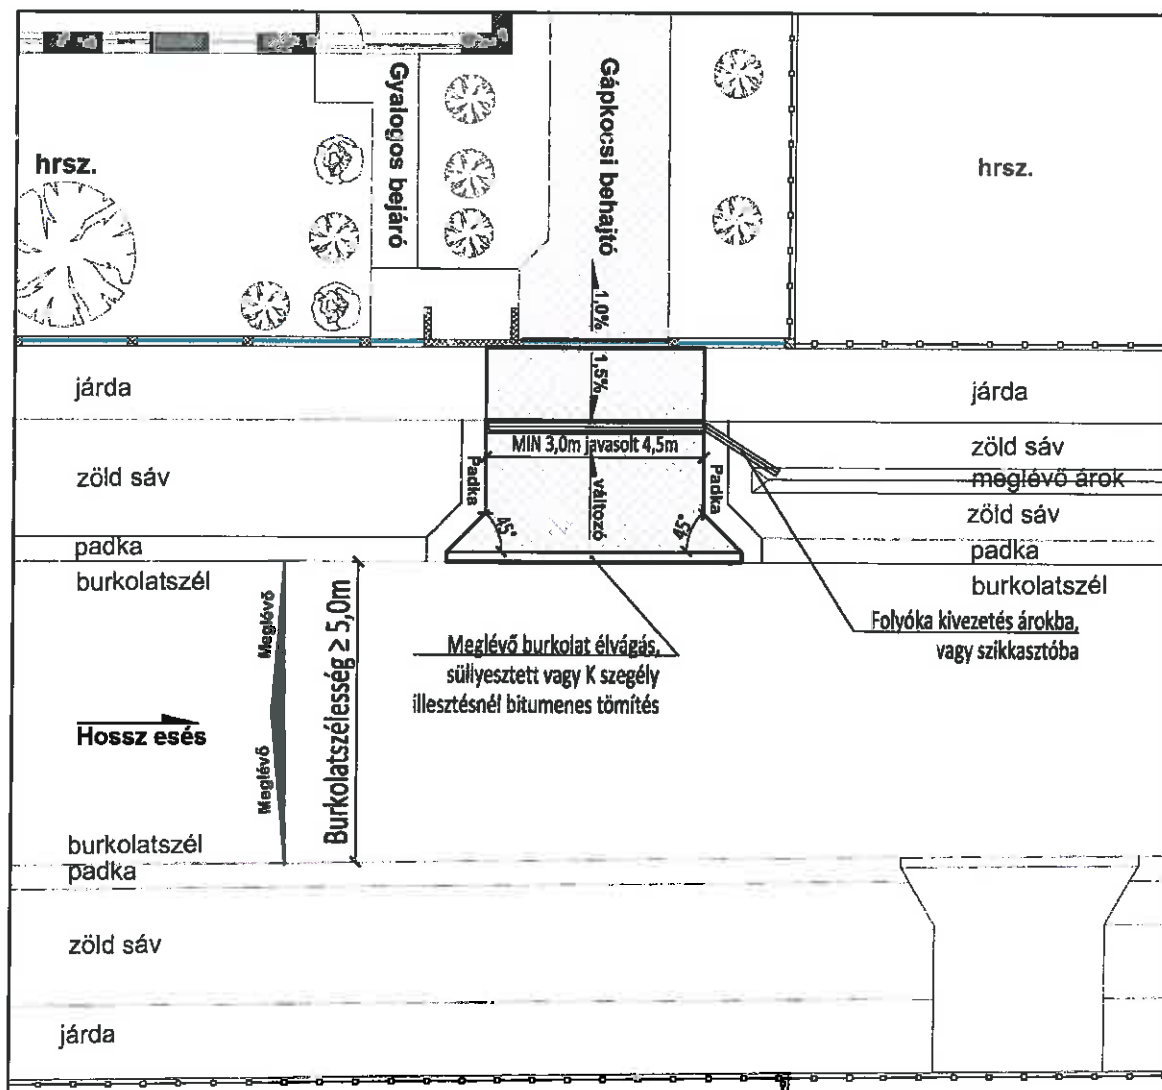 hrsz.
Gyalogos bejáró
Gápkocsi behajtó
hrsz.
1,0%
járda
1,5%
járda
MIN 3,0m javasolt 4,5m
zöld sáv
zöld sáv
Padka
változó
Padka
meglévő árok
zöld sáv
45°
45°
padka
padka
burkolatszél
burkolatszél
Meglévő
Burkolatszélesség ≥ 5,0m
Folyóka kivezetés árokba,
vagy szikkasztóba
Meglévő burkolat élvágás,
süllyesztett vagy K szegély
illesztésnél bitumenes tömítés
Hossz esés
Meglévő
burkolatszél
padka
zöld sáv
járda